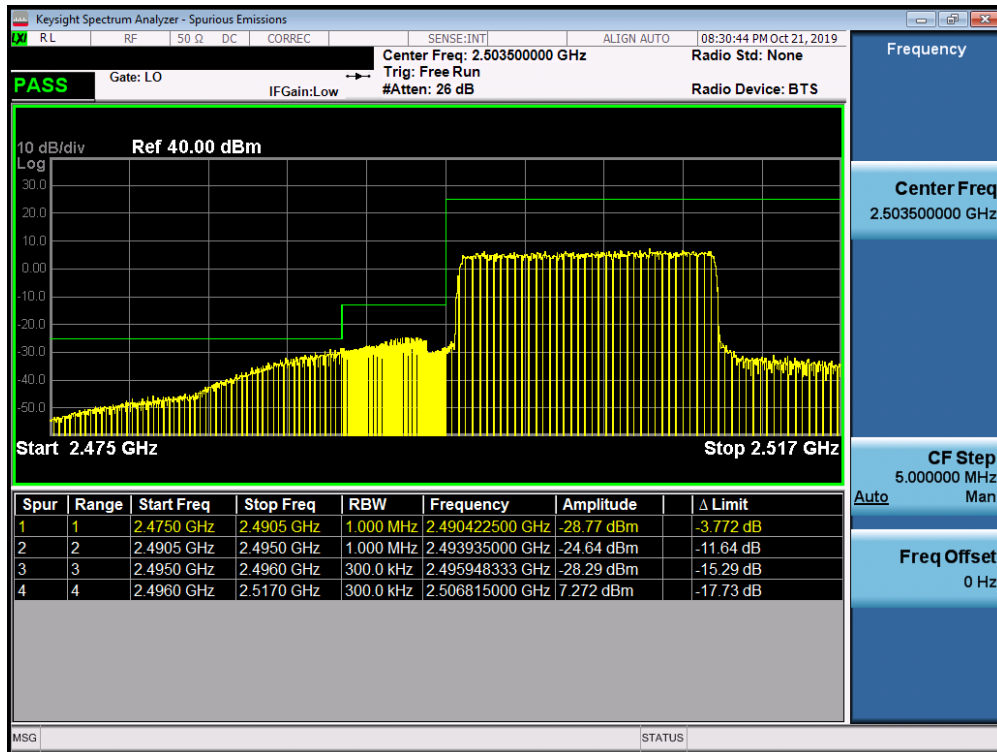 Keysight Spectrum Analyzer - Spurious Emissions
LXI RL RF 50 Ω DC CORREC SENSE:INT ALIGN AUTO 08:30:44 PM Oct 21, 2019
Center Freq: 2.503500000 GHz Radio Std: None
PASS Gate: LO Trig: Free Run
IFGain:Low #Atten: 26 dB Radio Device: BTS
10 dB/div Ref 40.00 dBm
Log
30.0
20.0
10.0
0.00
-10.0
-20.0
-30.0
-40.0
-50.0
Start 2.475 GHz Stop 2.517 GHz
Spur Range Start Freq Stop Freq RBW Frequency Amplitude Δ Limit
1 1 2.4750 GHz 2.4905 GHz 1.000 MHz 2.490422500 GHz -28.77 dBm -3.772 dB
2 2 2.4905 GHz 2.4950 GHz 1.000 MHz 2.493935000 GHz -24.64 dBm -11.64 dB
3 3 2.4950 GHz 2.4960 GHz 300.0 kHz 2.495948333 GHz -28.29 dBm -15.29 dB
4 4 2.4960 GHz 2.5170 GHz 300.0 kHz 2.506815000 GHz 7.272 dBm -17.73 dB
Frequency
Center Freq
2.503500000 GHz
CF Step
5.000000 MHz
Auto Man
Freq Offset
0 Hz
MSG STATUS